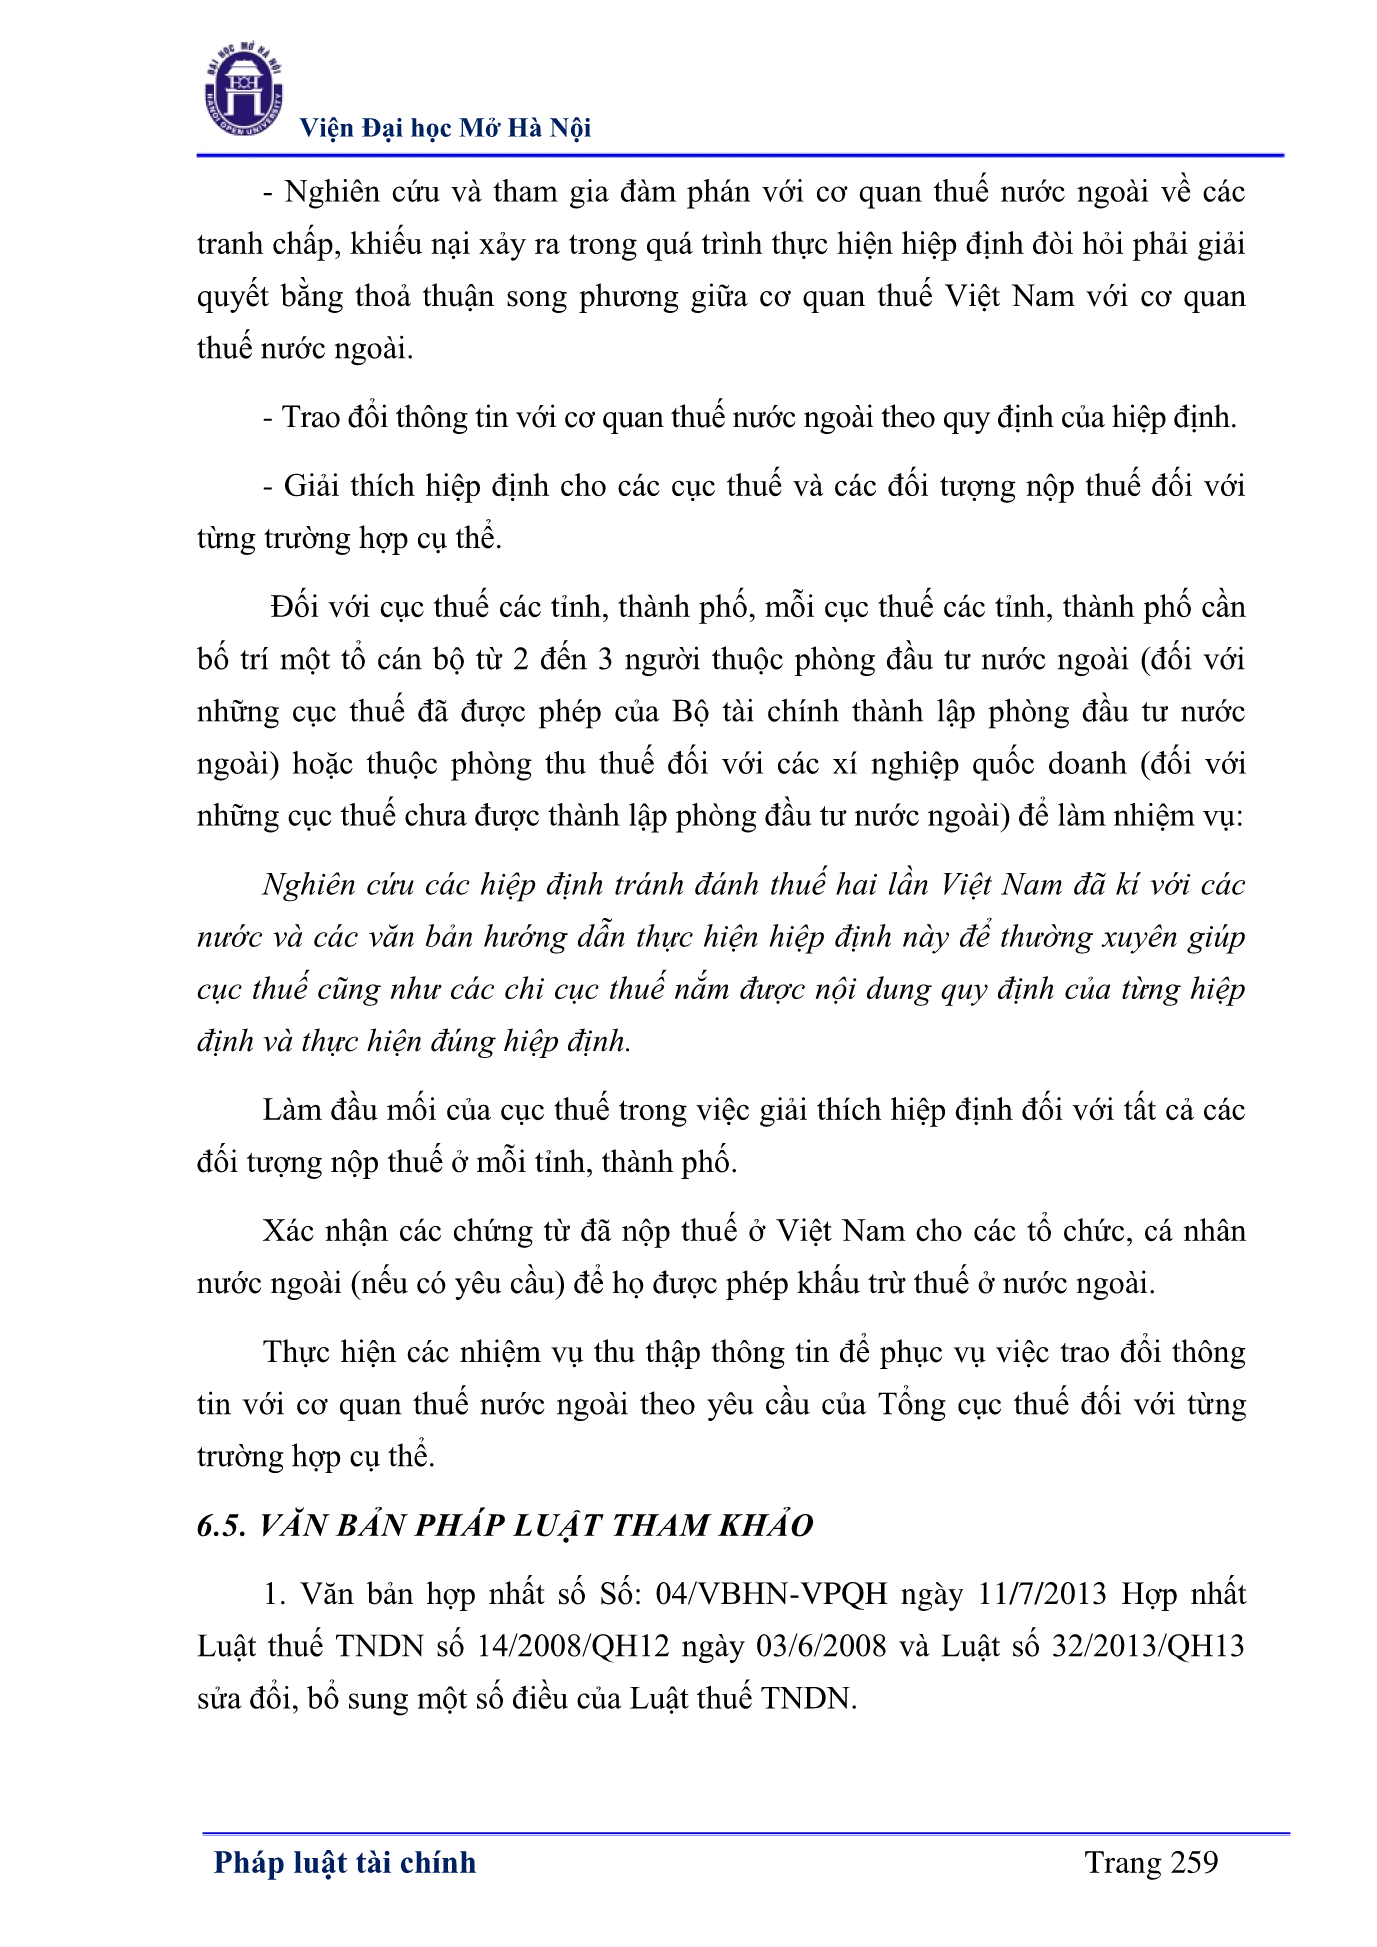 ĐẠI HỌC MỞ HÀ NỘI
HOU
HANOI OPEN UNIVERSITY
Viện Đại học Mở Hà Nội
- Nghiên cứu và tham gia đàm phán với cơ quan thuế nước ngoài về các
tranh chấp, khiếu nại xảy ra trong quá trình thực hiện hiệp định đòi hỏi phải giải
quyết bằng thoả thuận song phương giữa cơ quan thuế Việt Nam với cơ quan
thuế nước ngoài.
- Trao đổi thông tin với cơ quan thuế nước ngoài theo quy định của hiệp định.
- Giải thích hiệp định cho các cục thuế và các đối tượng nộp thuế đối với
từng trường hợp cụ thể.
Đối với cục thuế các tỉnh, thành phố, mỗi cục thuế các tỉnh, thành phố cần
bố trí một tổ cán bộ từ 2 đến 3 người thuộc phòng đầu tư nước ngoài (đối với
những cục thuế đã được phép của Bộ tài chính thành lập phòng đầu tư nước
ngoài) hoặc thuộc phòng thu thuế đối với các xí nghiệp quốc doanh (đối với
những cục thuế chưa được thành lập phòng đầu tư nước ngoài) để làm nhiệm vụ:
Nghiên cứu các hiệp định tránh đánh thuế hai lần Việt Nam đã kí với các
nước và các văn bản hướng dẫn thực hiện hiệp định này để thường xuyên giúp
cục thuế cũng như các chi cục thuế nắm được nội dung quy định của từng hiệp
định và thực hiện đúng hiệp định.
Làm đầu mối của cục thuế trong việc giải thích hiệp định đối với tất cả các
đối tượng nộp thuế ở mỗi tỉnh, thành phố.
Xác nhận các chứng từ đã nộp thuế ở Việt Nam cho các tổ chức, cá nhân
nước ngoài (nếu có yêu cầu) để họ được phép khấu trừ thuế ở nước ngoài.
Thực hiện các nhiệm vụ thu thập thông tin để phục vụ việc trao đổi thông
tin với cơ quan thuế nước ngoài theo yêu cầu của Tổng cục thuế đối với từng
trường hợp cụ thể.
6.5. VĂN BẢN PHÁP LUẬT THAM KHẢO
1. Văn bản hợp nhất số Số: 04/VBHN-VPQH ngày 11/7/2013 Hợp nhất
Luật thuế TNDN số 14/2008/QH12 ngày 03/6/2008 và Luật số 32/2013/QH13
sửa đổi, bổ sung một số điều của Luật thuế TNDN.
Pháp luật tài chính
Trang 259